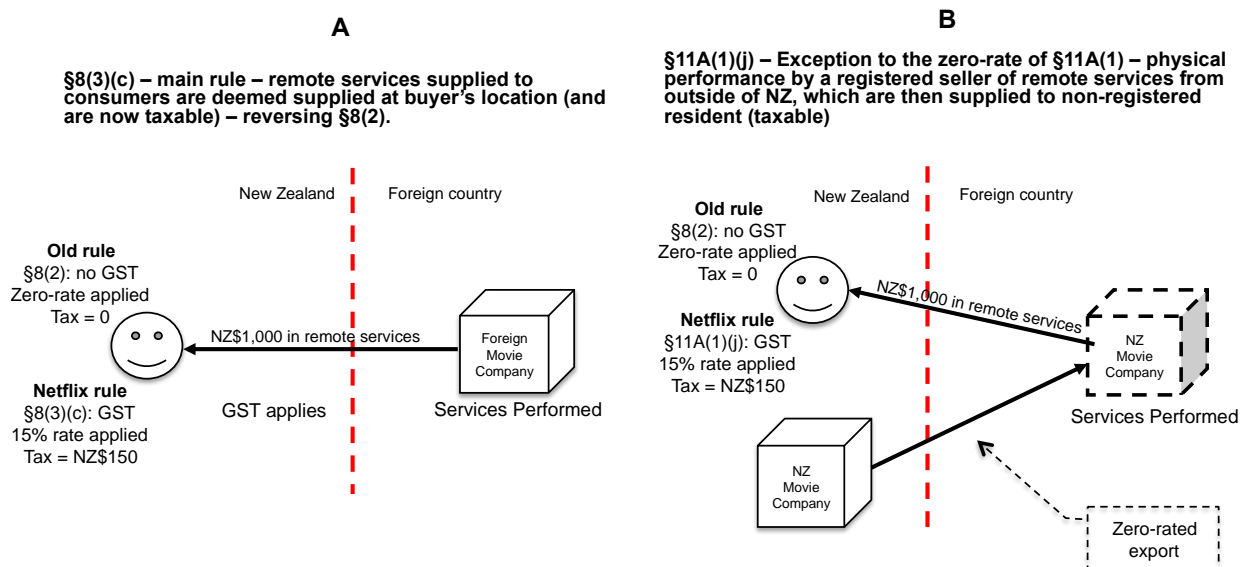 A
§8(3)(c) – main rule – remote services supplied to
consumers are deemed supplied at buyer's location (and
are now taxable) – reversing §8(2).
New Zealand
Foreign country
Old rule
§8(2): no GST
Zero-rate applied
Tax = 0
NZ$1,000 in remote services
Foreign
Movie
Company
Services Performed
Netflix rule
§8(3)(c): GST
15% rate applied
Tax = NZ$150
GST applies
B
§11A(1)(j) – Exception to the zero-rate of §11A(1) – physical
performance by a registered seller of remote services from
outside of NZ, which are then supplied to non-registered
resident (taxable)
New Zealand
Foreign country
Old rule
§8(2): no GST
Zero-rate applied
Tax = 0
NZ$1,000 in remote services
NZ
Movie
Company
Services Performed
Netflix rule
§11A(1)(j): GST
15% rate applied
Tax = NZ$150
NZ
Movie
Company
Zero-rated
export